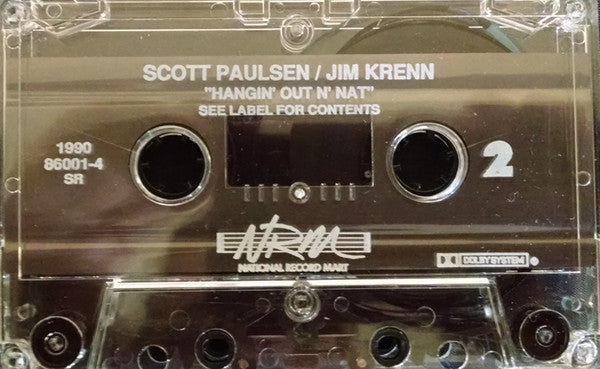 SCOTT PAULSEN / JIM KRENN
"HANGIN' OUT N' NAT"
SEE LABEL FOR CONTENTS
1990
86001-4
SR
2
NRM
NATIONAL RECORD MART
DOLBY SYSTEM